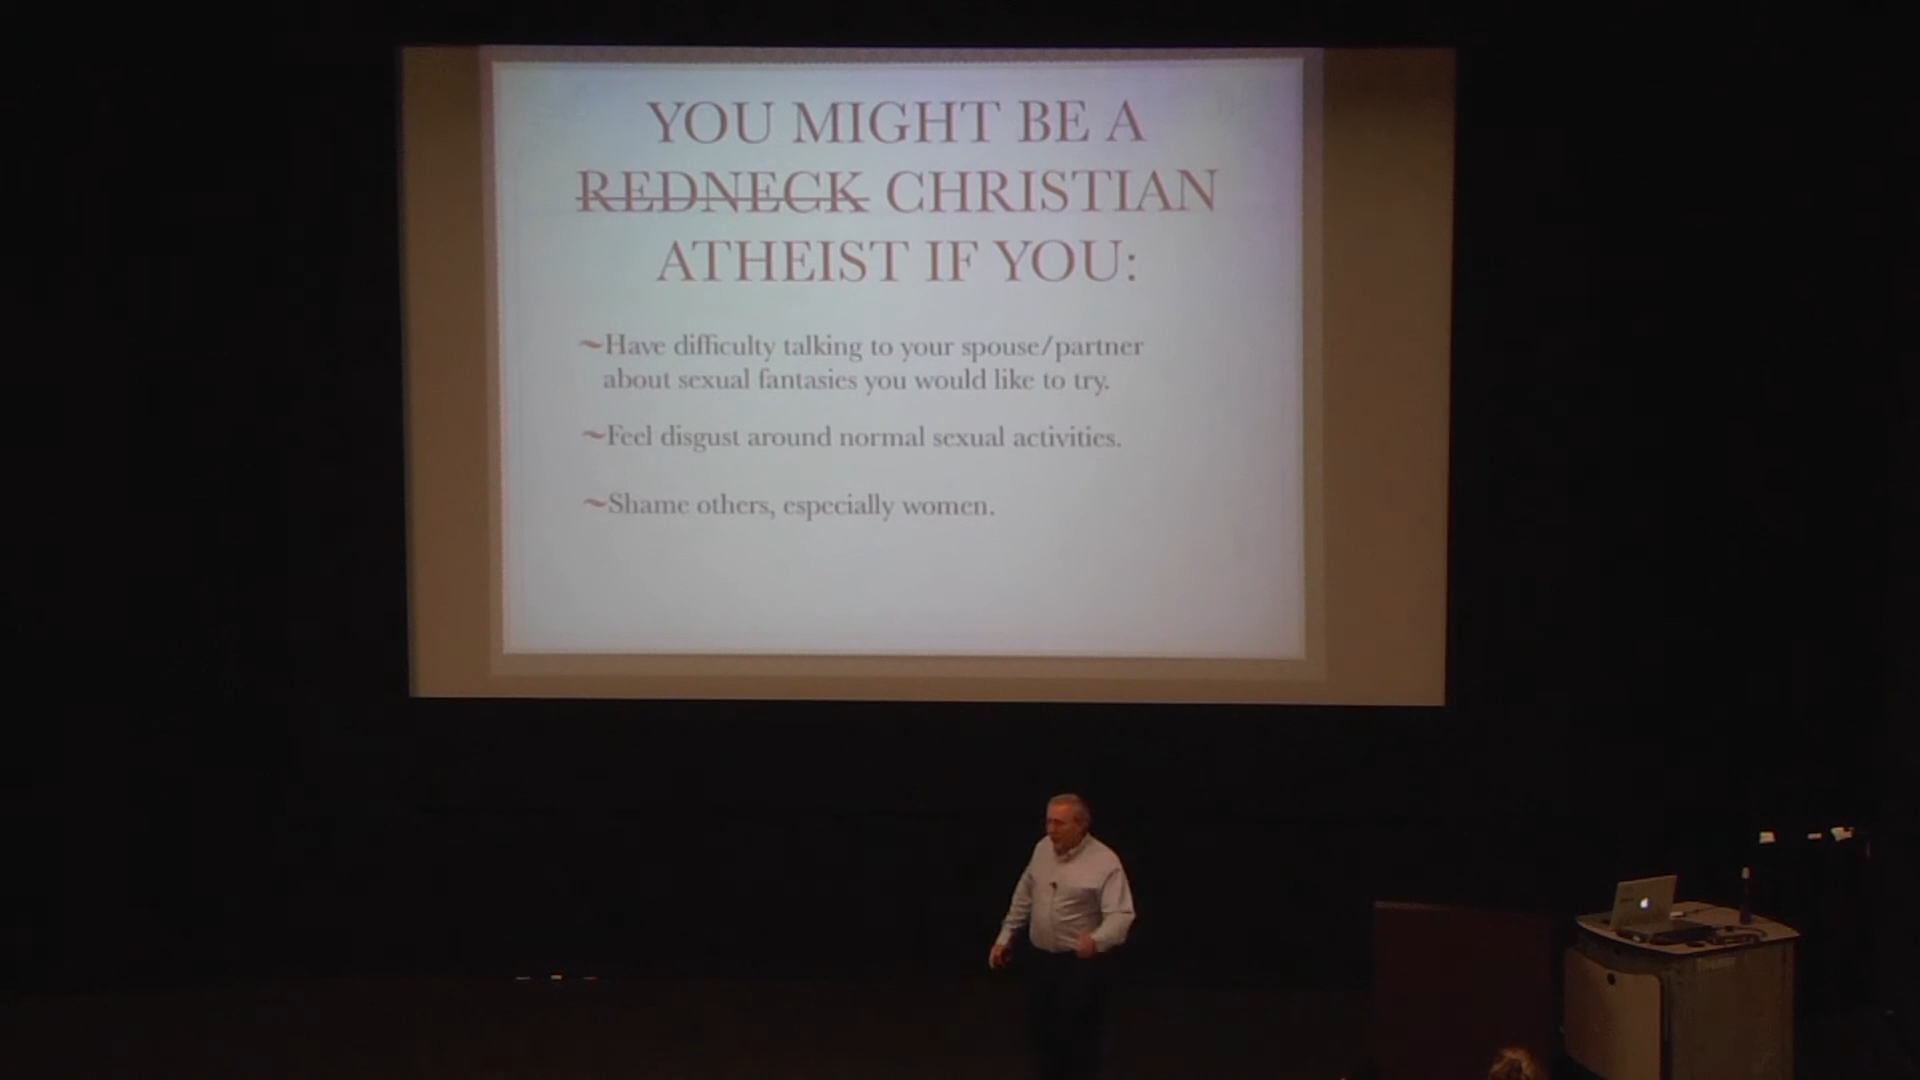 YOU MIGHT BE A
REDNECK CHRISTIAN
ATHEIST IF YOU:
~Have difficulty talking to your spouse/partner
about sexual fantasies you would like to try.
~Feel disgust around normal sexual activities.
~Shame others, especially women.